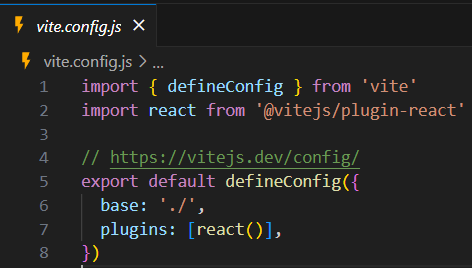 vite.config.js ×
vite.config.js > ...
1 import { defineConfig } from 'vite'
2 import react from '@vitejs/plugin-react'
3
4 // https://vitejs.dev/config/
5 export default defineConfig({
6   base: './',
7   plugins: [react()],
8 })